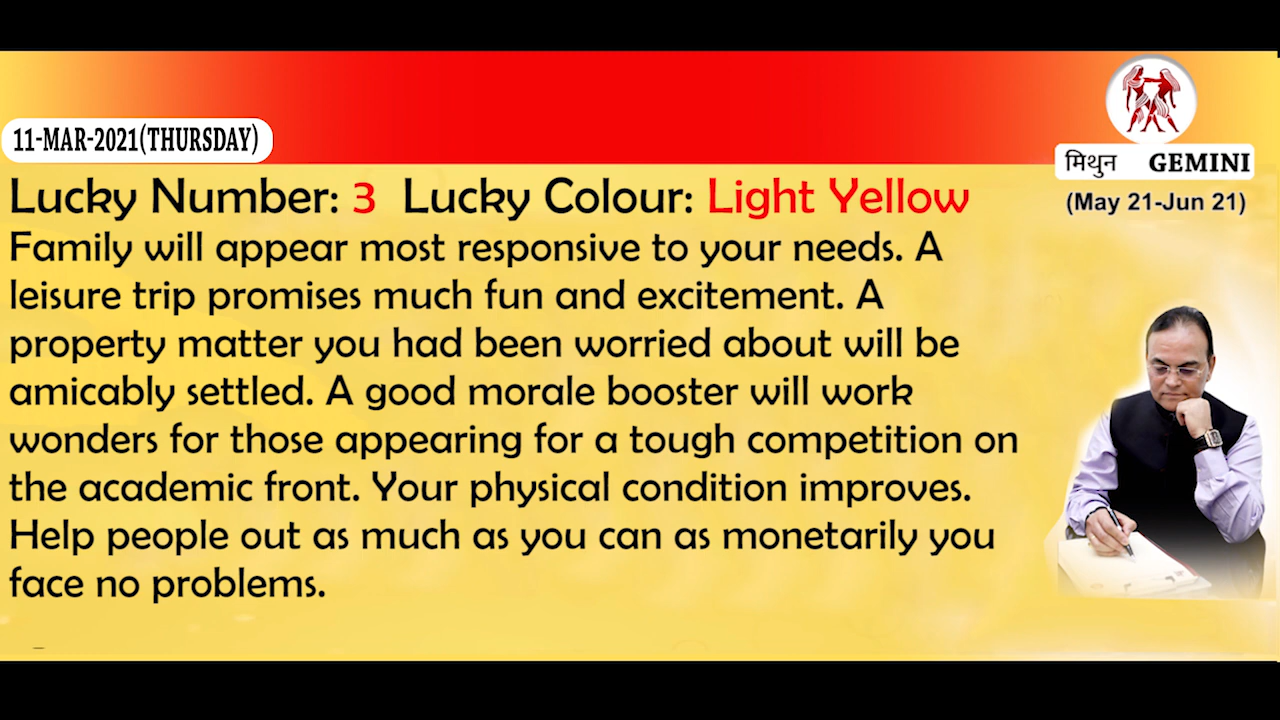 11-MAR-2021(THURSDAY)
मिथुन GEMINI
(May 21-Jun 21)
Lucky Number: 3 Lucky Colour: Light Yellow
Family will appear most responsive to your needs. A
leisure trip promises much fun and excitement. A
property matter you had been worried about will be
amicably settled. A good morale booster will work
wonders for those appearing for a tough competition on
the academic front. Your physical condition improves.
Help people out as much as you can as monetarily you
face no problems.